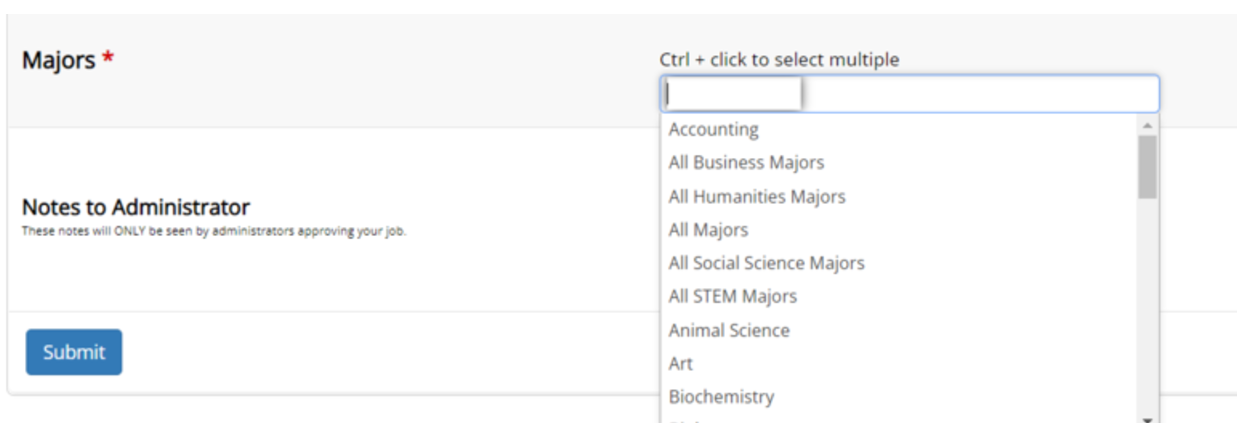 Majors *
Ctrl + click to select multiple
Accounting
All Business Majors
All Humanities Majors
All Majors
All Social Science Majors
All STEM Majors
Animal Science
Art
Biochemistry
Notes to Administrator
These notes will ONLY be seen by administrators approving your job.
Submit